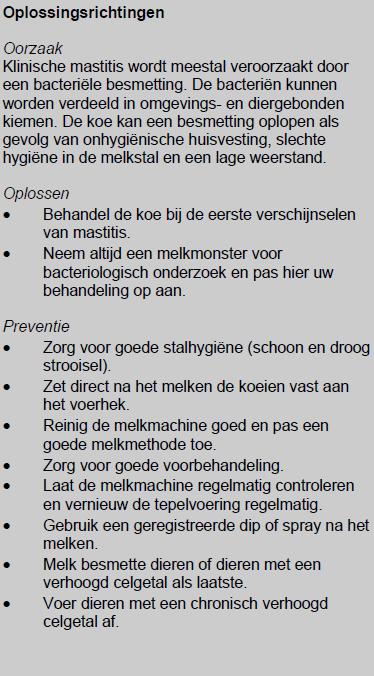 Oplossingsrichtingen
Oorzaak
Klinische mastitis wordt meestal veroorzaakt door
een bacteriële besmetting. De bacteriën kunnen
worden verdeeld in omgevings- en diergebonden
kiemen. De koe kan een besmetting oplopen als
gevolg van onhygiënische huisvesting, slechte
hygiëne in de melkstal en een lage weerstand.
Oplossen
• Behandel de koe bij de eerste verschijnselen
van mastitis.
• Neem altijd een melkmonster voor
bacteriologisch onderzoek en pas hier uw
behandeling op aan.
Preventie
• Zorg voor goede stalhygiëne (schoon en droog
strooisel).
• Zet direct na het melken de koeien vast aan
het voerhek.
• Reinig de melkmachine goed en pas een
goede melkmethode toe.
• Zorg voor goede voorbehandeling.
• Laat de melkmachine regelmatig controleren
en vernieuw de tepelvoering regelmatig.
• Gebruik een geregistreerde dip of spray na het
melken.
• Melk besmette dieren of dieren met een
verhoogd celgetal als laatste.
• Voer dieren met een chronisch verhoogd
celgetal af.